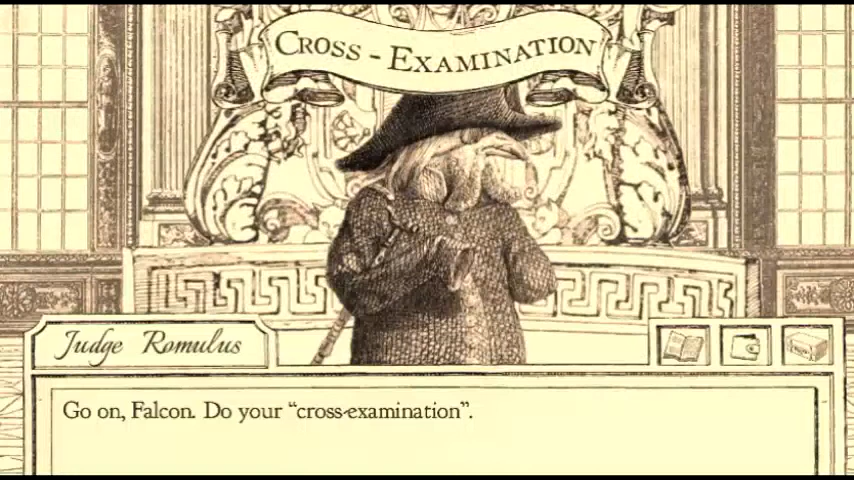 Cross - Examination
Judge Romulus
Go on, Falcon. Do your “cross-examination”.